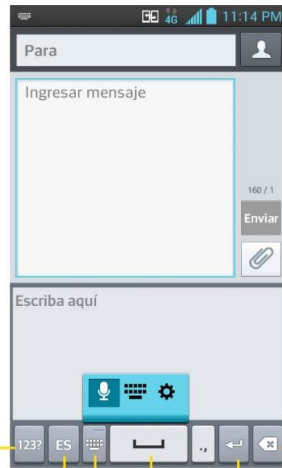 4G 11:14 PM
Para
Ingresar mensaje
160 / 1
Enviar
Escriba aquí
123? ES .,